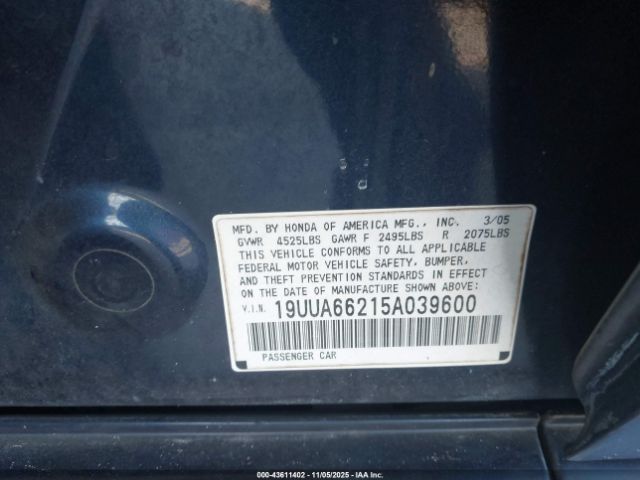 MFD. BY HONDA OF AMERICA MFG., INC. 3/05
GVWR 4525LBS GAWR F 2495LBS R 2075LBS
THIS VEHICLE CONFORMS TO ALL APPLICABLE
FEDERAL MOTOR VEHICLE SAFETY, BUMPER,
AND THEFT PREVENTION STANDARDS IN EFFECT
ON THE DATE OF MANUFACTURE SHOWN ABOVE:
V.I.N. 19UUA66215A039600
PASSENGER CAR
000-43611402 - 11/05/2025 - IAA Inc.